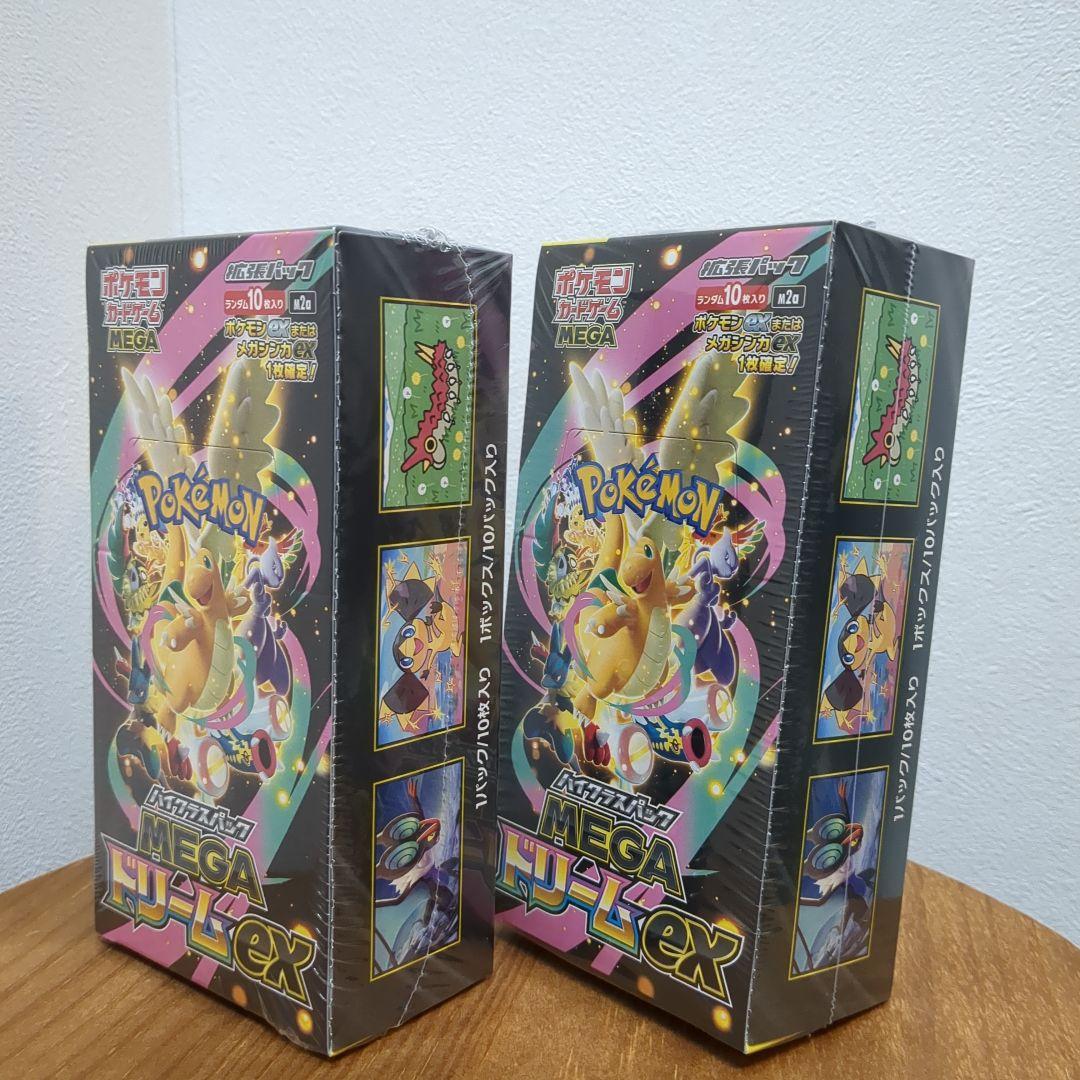 ポケモン
カードゲーム
MEGA
拡張パック
ランダム10枚入り
M2a
ポケモンexまたは
メガシンカex
1枚確定!
POKéMON
ハイクラスパック
MEGA
ドリームex
1パック/10枚入り 1ボックス/10パック入り
ポケモン
カードゲーム
MEGA
拡張パック
ランダム10枚入り
M2a
ポケモンexまたは
メガシンカex
1枚確定!
POKéMON
ハイクラスパック
MEGA
ドリームex
1パック/10枚入り 1ボックス/10パック入り